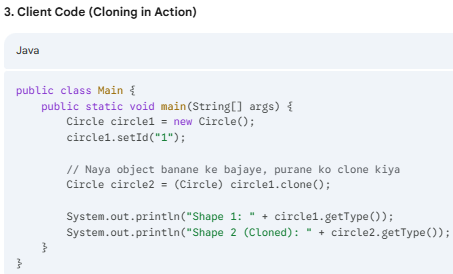 3. Client Code (Cloning in Action)
Java
public class Main {
    public static void main(String[] args) {
        Circle circle1 = new Circle();
        circle1.setId("1");

        // Naya object banane ke bajaye, purane ko clone kiya
        Circle circle2 = (Circle) circle1.clone();

        System.out.println("Shape 1: " + circle1.getType());
        System.out.println("Shape 2 (Cloned): " + circle2.getType());
    }
}